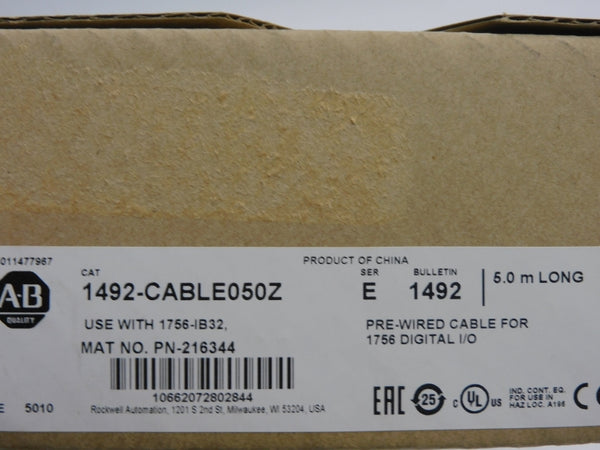 011477967
CAT
PRODUCT OF CHINA
SER
BULLETIN
5.0 m LONG
A-B
QUALITY
1492-CABLE050Z
E
1492
USE WITH 1756-IB32,
PRE-WIRED CABLE FOR
MAT NO. PN-216344
1756 DIGITAL I/O
10662072802844
E 5010
Rockwell Automation, 1201 S 2nd St, Milwaukee, WI 53204, USA
EAC
25
c UL US
IND. CONT. EQ.
FOR USE IN
HAZ LOC. A196
CE